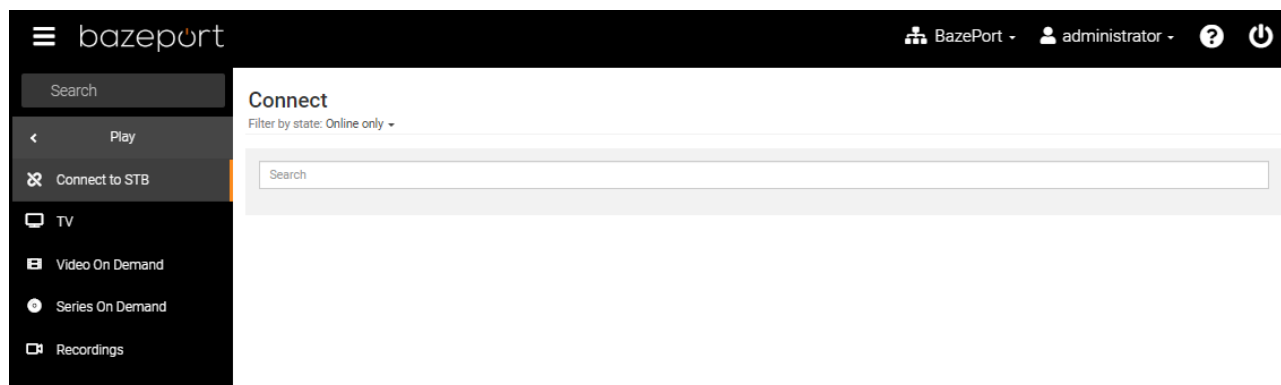 bazeport
BazePort
administrator
?
Search
Play
Connect to STB
TV
Video On Demand
Series On Demand
Recordings
Connect
Filter by state: Online only
Search